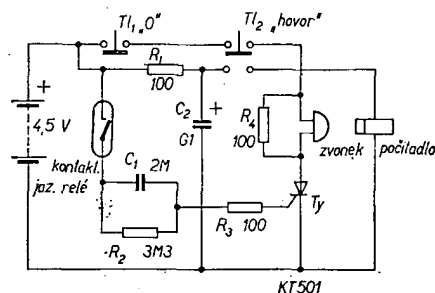 Tl₁ „0"
Tl₂ „hovor"
R₁
100
+
4,5 V
C₂
G1
+
R₄
100
zvonek
počítadlo
kontakt
jaz. relé
C₁
2M
R₂
3M3
R₃
100
Ty
KT501